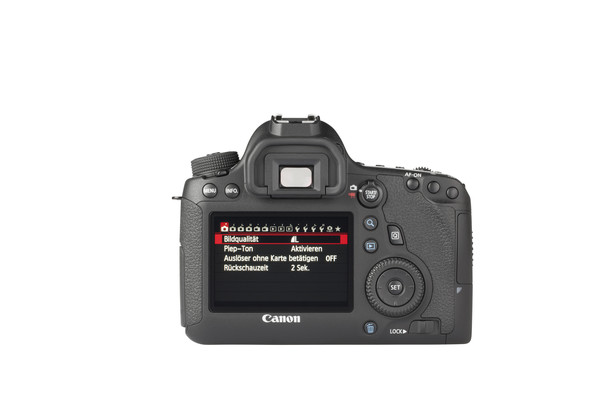 MENU INFO.
AF-ON
START/
STOP
Bildqualität L
Piep-Ton Aktivieren
Auslöser ohne Karte betätigen OFF
Rückschauzeit 2 Sek.
Q
SET
Canon
LOCK▶